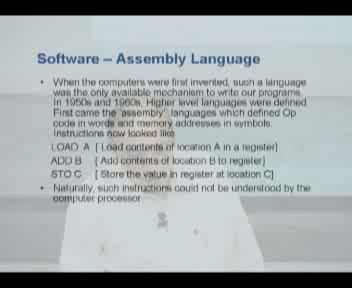 Software – Assembly Language
• When the computers were first invented, such a language
was the only available mechanism to write our programs.
In 1950s and 1960s, Higher level languages were defined.
First came the 'assembly' languages which defined Op
code in words and memory addresses in symbols.
Instructions now looked like
LOAD A [ Load contents of location A in a register]
ADD B [ Add contents of location B to register]
STO C [ Store the value in register at location C]
• Naturally, such instructions could not be understood by the
computer processor